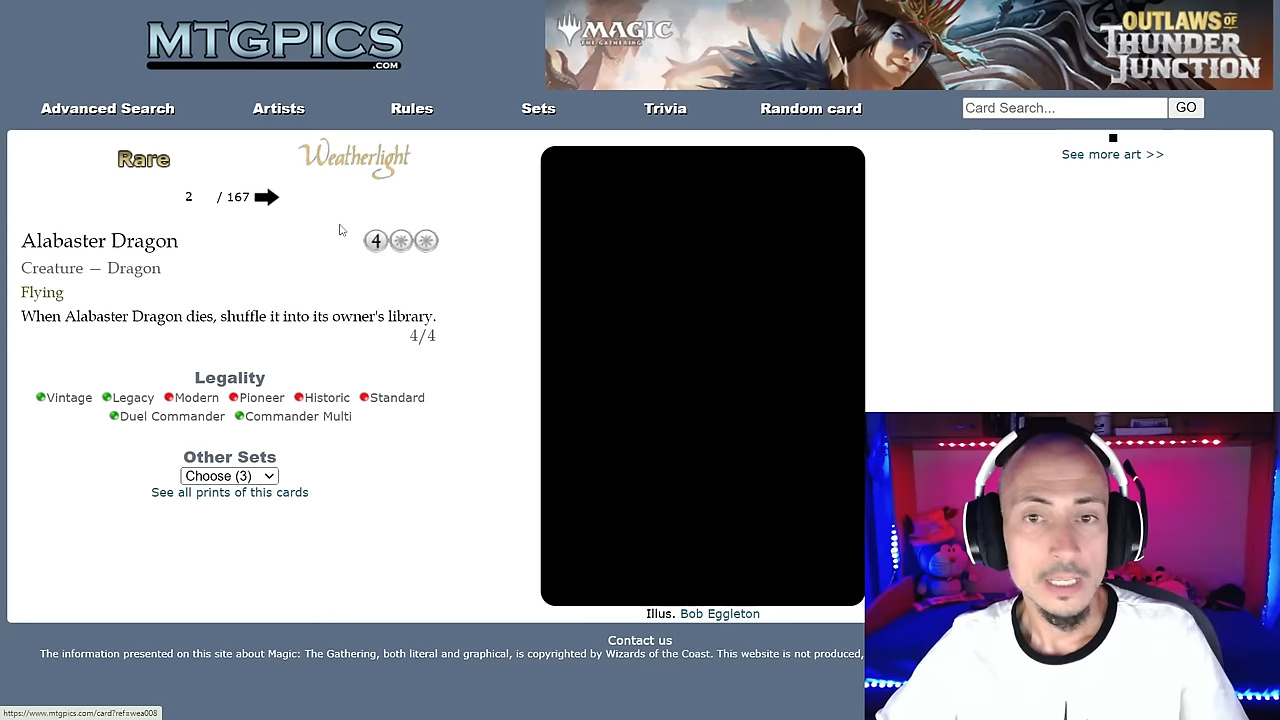 MTGPICS
.COM
MAGIC
THE GATHERING
OUTLAWS OF
THUNDER
JUNCTION
Advanced Search Artists Rules Sets Trivia Random card Card Search... GO
Rare Weatherlight
2 / 167
See more art >>
Alabaster Dragon 4
Creature — Dragon
Flying
When Alabaster Dragon dies, shuffle it into its owner's library.
4/4
Legality
Vintage Legacy Modern Pioneer Historic Standard
Duel Commander Commander Multi
Other Sets
Choose (3)
See all prints of this cards
Illus. Bob Eggleton
Contact us
The information presented on this site about Magic: The Gathering, both literal and graphical, is copyrighted by Wizards of the Coast. This website is not produced,
https://www.mtgpics.com/card?ref=wea008